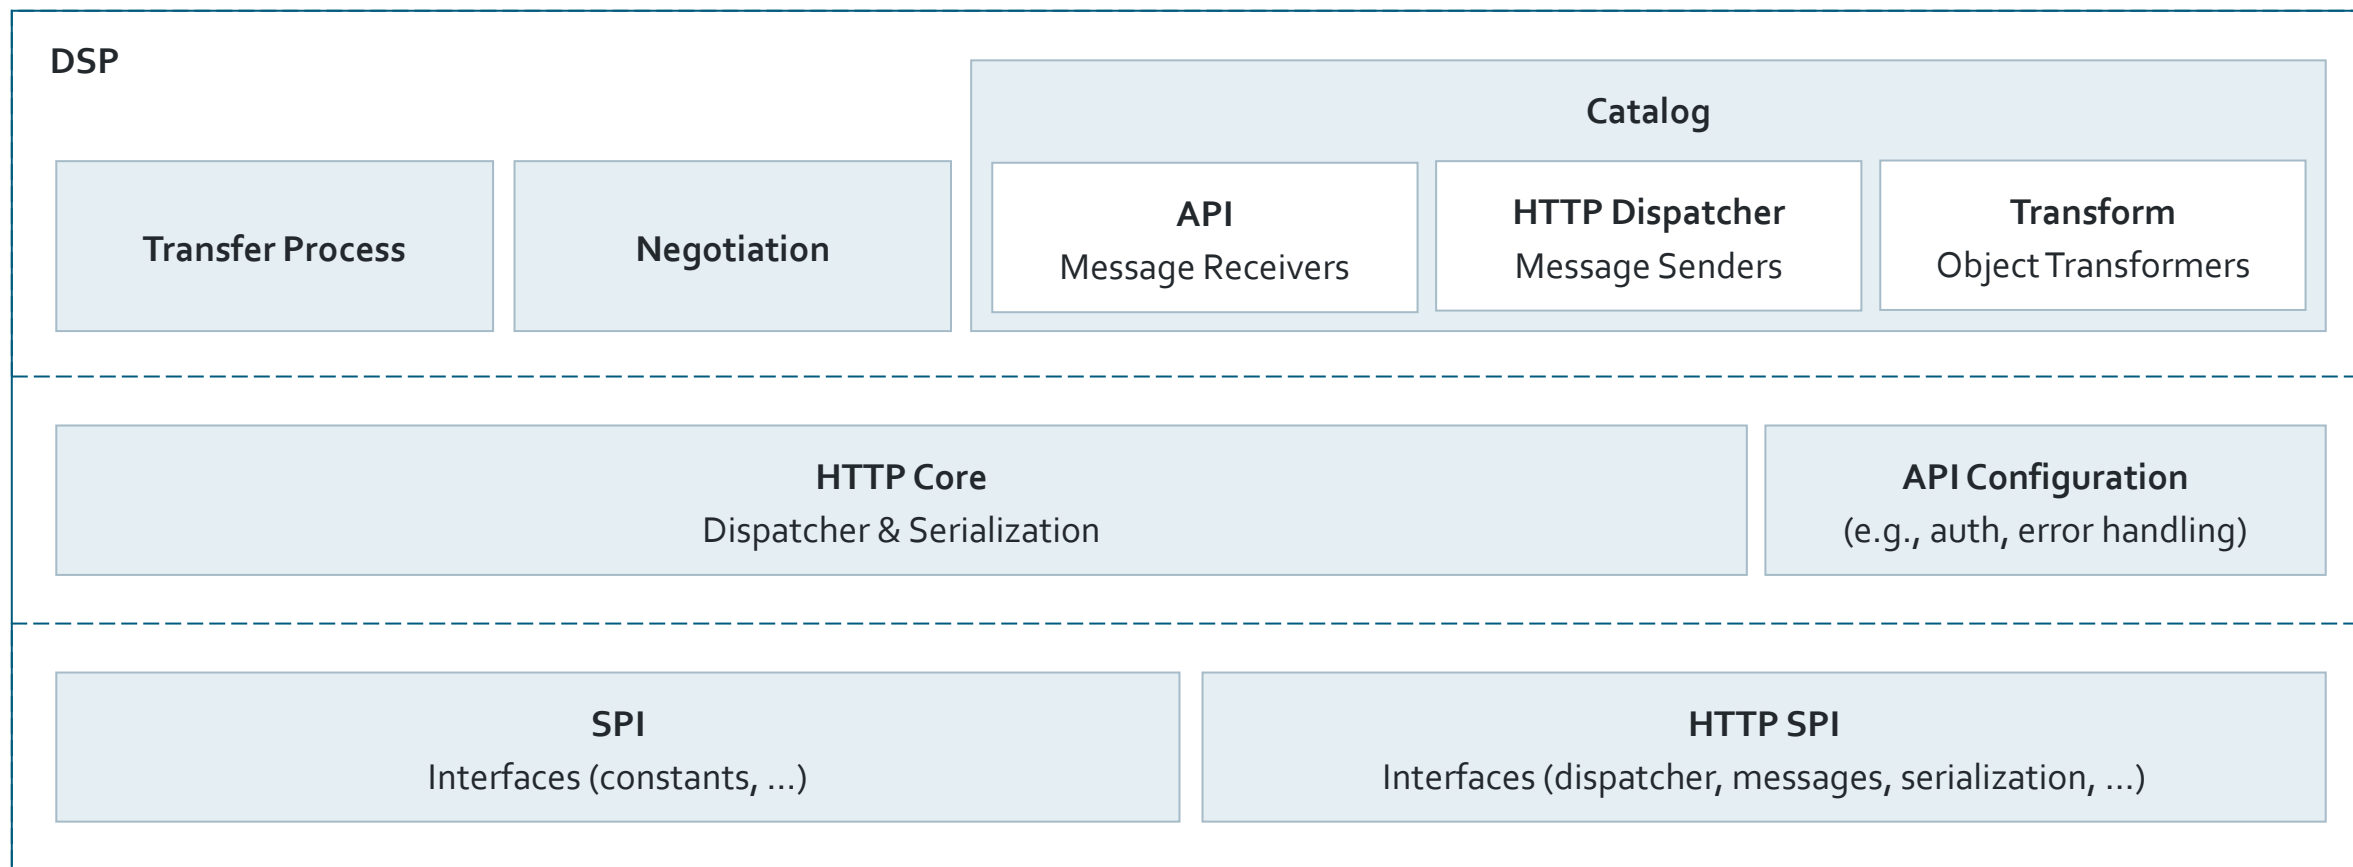 DSP
Catalog
Transfer Process
Negotiation
API
Message Receivers
HTTP Dispatcher
Message Senders
Transform
Object Transformers
HTTP Core
Dispatcher & Serialization
API Configuration
(e.g., auth, error handling)
SPI
Interfaces (constants, ...)
HTTP SPI
Interfaces (dispatcher, messages, serialization, ...)